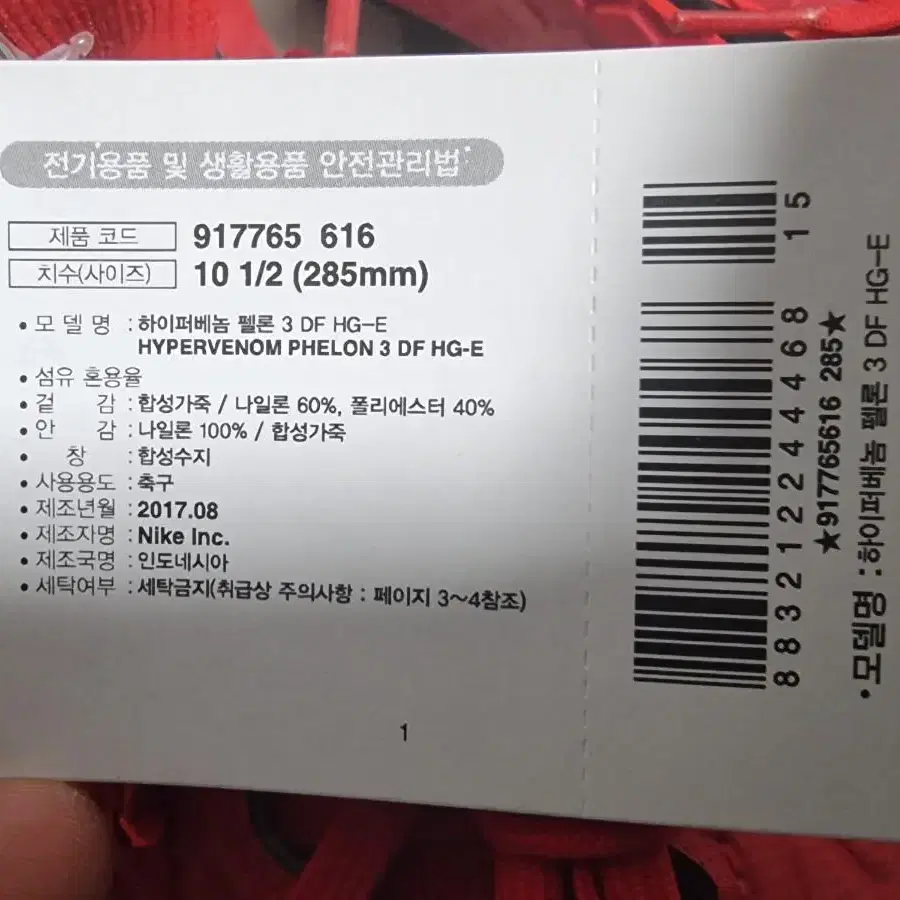 전기용품 및 생활용품 안전관리법
제품 코드 917765 616
치수(사이즈) 10 1/2 (285mm)
• 모 델 명 : 하이퍼베놈 펠론 3 DF HG-E
HYPERVENOM PHELON 3 DF HG-E
• 섬유 혼용율
• 겉 감 : 합성가죽 / 나일론 60%, 폴리에스터 40%
• 안 감 : 나일론 100% / 합성가죽
• 창 : 합성수지
• 사용용도 : 축구
• 제조년월 : 2017.08
• 제조자명 : Nike Inc.
• 제조국명 : 인도네시아
• 세탁여부 : 세탁금지(취급상 주의사항 : 페이지 3~4참조)
1
883212244468 15
★917765616 285★
• 모델명 : 하이퍼베놈 펠론 3 DF HG-E